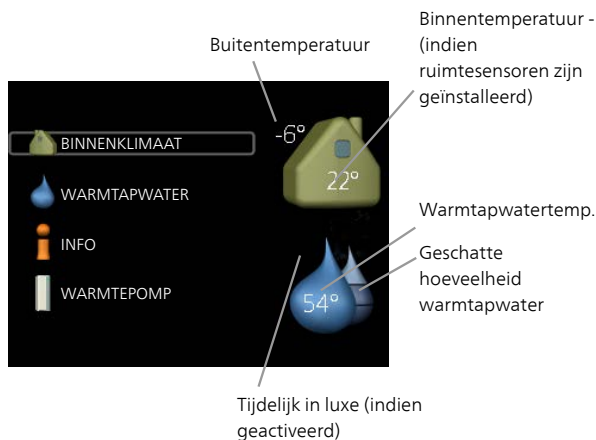 Binnentemperatuur -
(indien
ruimtesensoren zijn
geïnstalleerd)
Buitentemperatuur
-6°
BINNENKLIMAAT
22°
WARMTAPWATER
Warmtapwatertemp.
INFO
Geschatte
hoeveelheid
warmtapwater
WARMTEPOMP
54°
Tijdelijk in luxe (indien
geactiveerd)